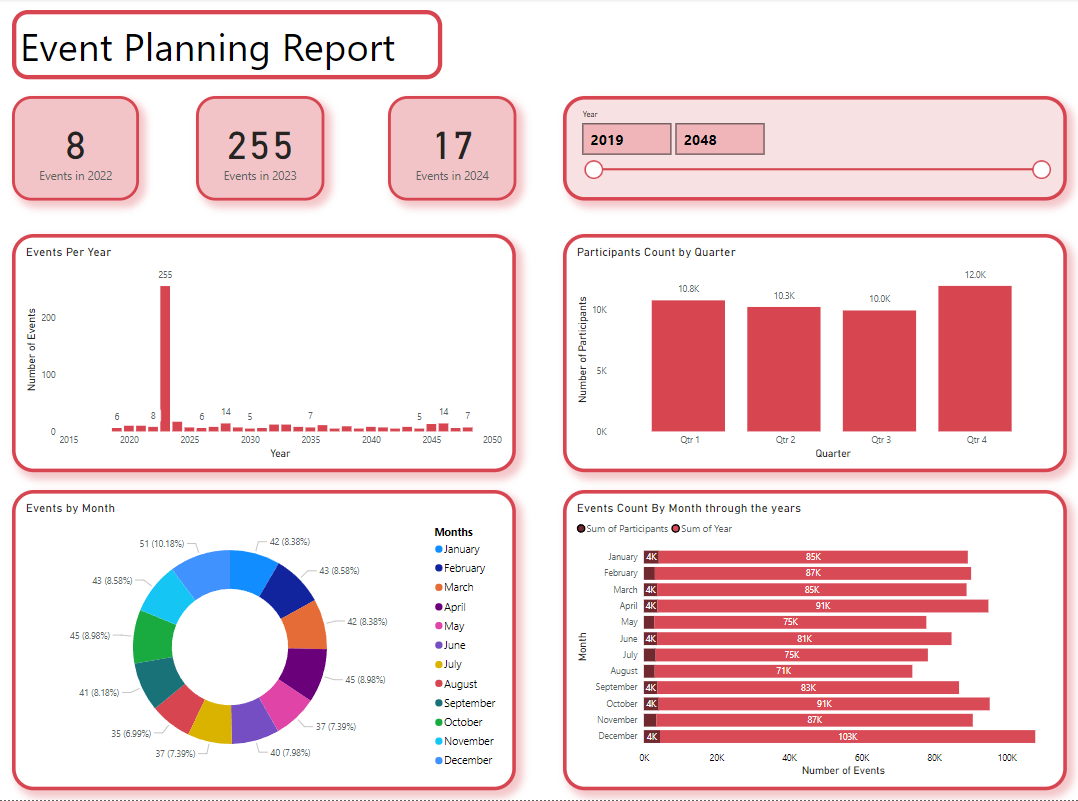 Event Planning Report
8
Events in 2022
255
Events in 2023
17
Events in 2024
Year
2019 2048
Events Per Year
Number of Events
200
100
0
255
6 8 6 14 5 7 5 14 7
2015 2020 2025 2030 2035 2040 2045 2050
Year
Participants Count by Quarter
Number of Participants
10K
5K
0K
10.8K 10.3K 10.0K 12.0K
Qtr 1 Qtr 2 Qtr 3 Qtr 4
Quarter
Events by Month
42 (8.38%)
43 (8.58%)
42 (8.38%)
45 (8.98%)
37 (7.39%)
40 (7.98%)
37 (7.39%)
35 (6.99%)
41 (8.18%)
45 (8.98%)
43 (8.58%)
51 (10.18%)
Months
January
February
March
April
May
June
July
August
September
October
November
December
Events Count By Month through the years
Sum of Participants Sum of Year
Month
January 4K 85K
February 87K
March 4K 85K
April 4K 91K
May 75K
June 4K 81K
July 75K
August 71K
September 4K 83K
October 4K 91K
November 87K
December 4K 103K
0K 20K 40K 60K 80K 100K
Number of Events